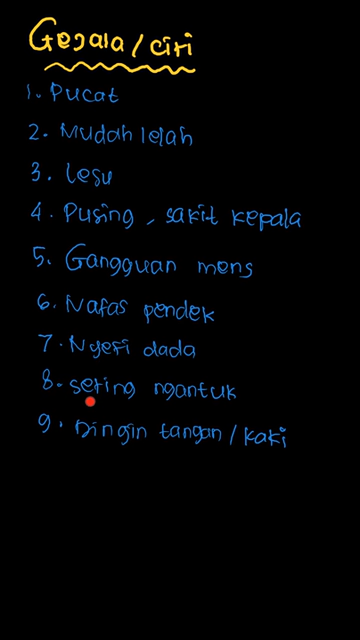 Gejala/ciri
1. Pucat
2. Mudah lelah
3. lesu
4. Pusing, sakit kepala
5. Gangguan mens
6. Nafas pendek
7. Nyeri dada
8. sering ngantuk
9. Dingin tangan/kaki